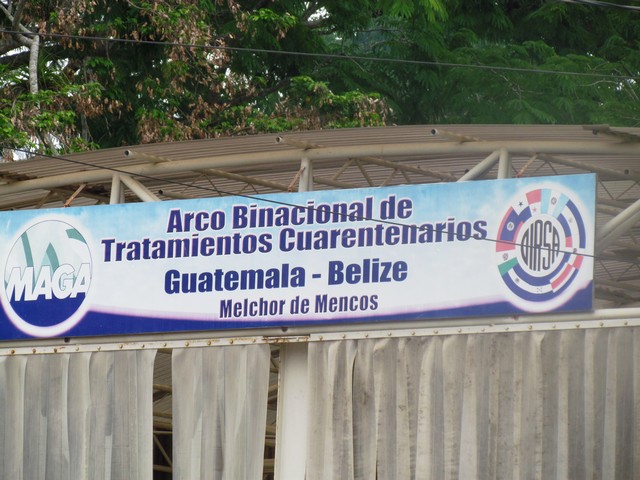 Arco Binacional de
Tratamientos Cuarentenarios
Guatemala - Belize
Melchor de Mencos
MAGA
OIRSA